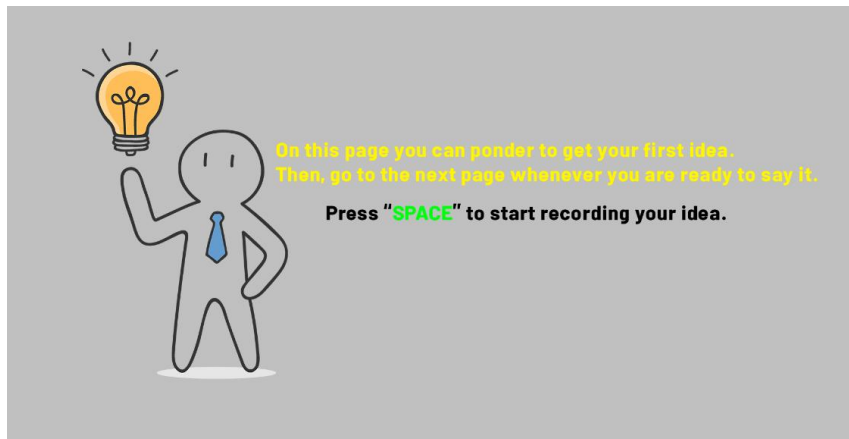 On this page you can ponder to get your first idea.
Then, go to the next page whenever you are ready to say it.
Press “SPACE” to start recording your idea.